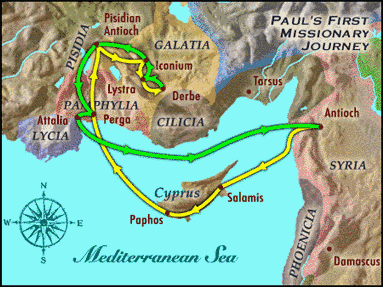 PAUL'S FIRST
MISSIONARY
JOURNEY
Pisidian
Antioch
PISIDIA
GALATIA
Iconium
Lystra
Derbe
Tarsus
PAMPHYLIA
Perga
Attalia
LYCIA
CILICIA
Antioch
SYRIA
Cyprus
Salamis
Paphos
PHOENICIA
Damascus
Mediterranean Sea
N
W
E
S